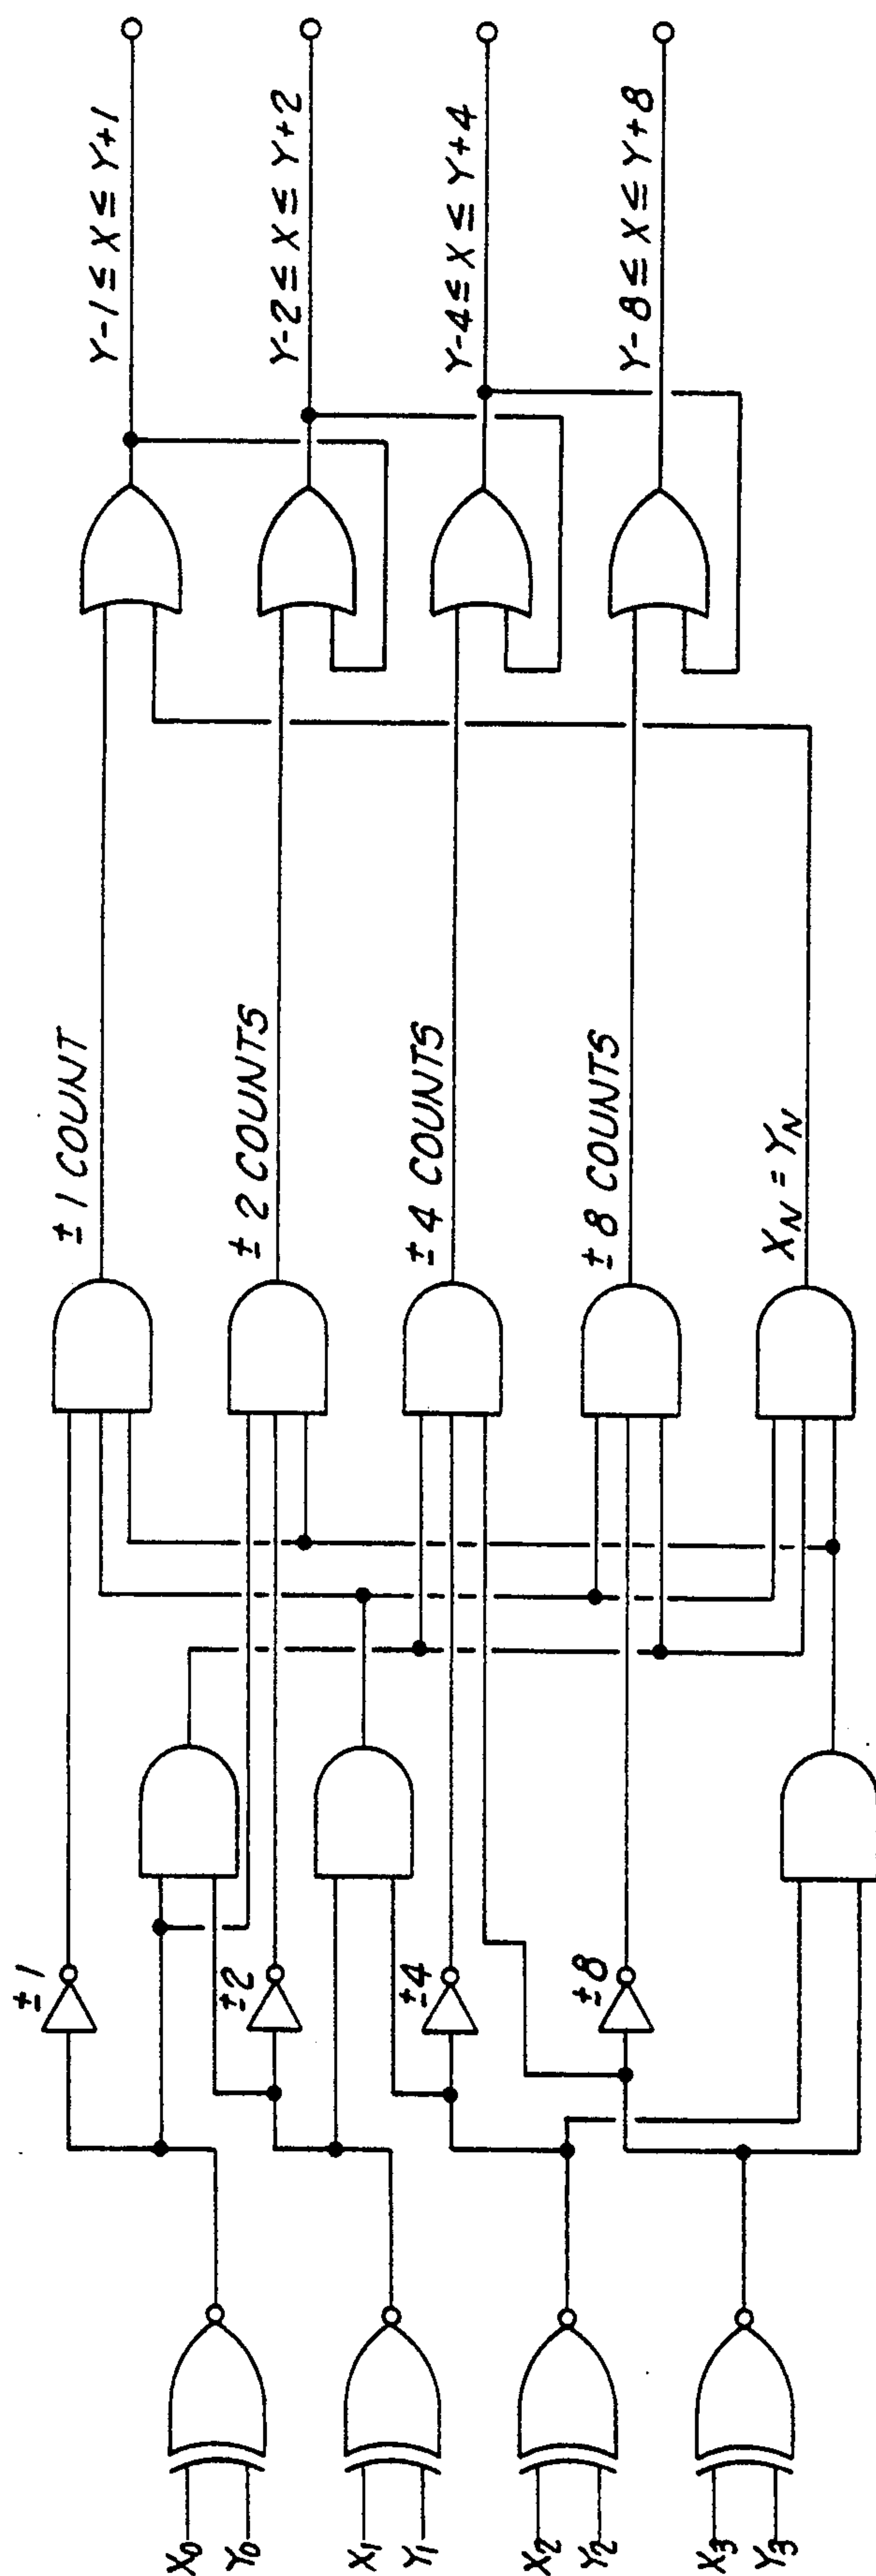 X0
Y0
X1
Y1
X2
Y2
X3
Y3
±1
±2
±4
±8
±1 COUNT
±2 COUNTS
±4 COUNTS
±8 COUNTS
XN = YN
Y-1 ≤ X ≤ Y+1
Y-2 ≤ X ≤ Y+2
Y-4 ≤ X ≤ Y+4
Y-8 ≤ X ≤ Y+8